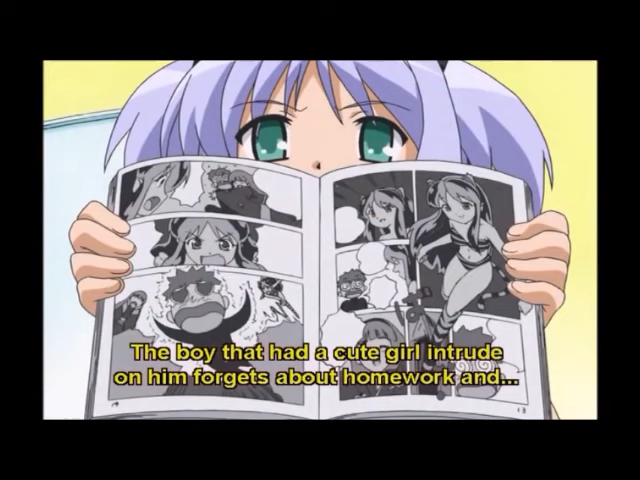 The boy that had a cute girl intrude
on him forgets about homework and...